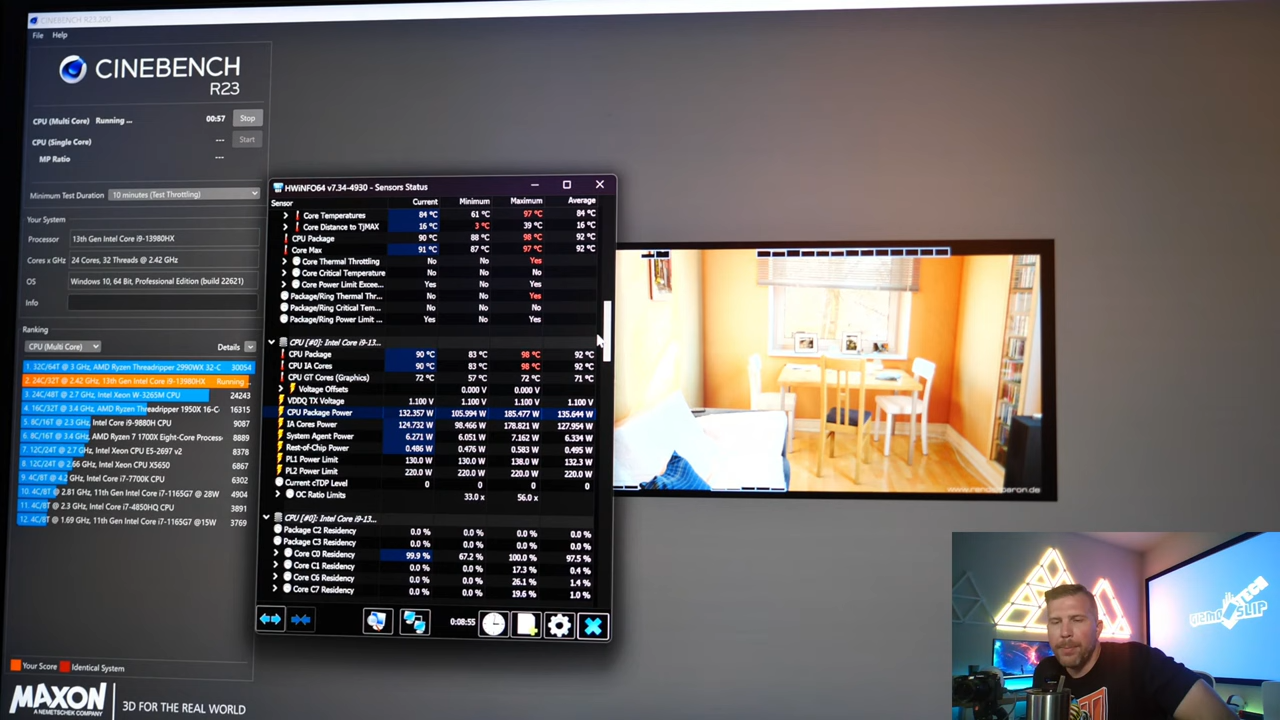 CINEBENCH R23.200
File Help
CINEBENCH
R23
CPU (Multi Core) Running ... 00:57 Stop
CPU (Single Core) --- Start
MP Ratio ---
Minimum Test Duration 10 minutes (Test Throttling)
Your System
Processor 13th Gen Intel Core i9-13980HX
Cores x GHz 24 Cores, 32 Threads @ 2.42 GHz
OS Windows 10, 64 Bit, Professional Edition (build 22621)
Info
Ranking
CPU (Multi Core) Details
1. 32C/64T @ 3 GHz, AMD Ryzen Threadripper 2990WX 32-C 30054
2. 24C/32T @ 2.42 GHz, 13th Gen Intel Core i9-13980HX Running...
3. 24C/48T @ 2.7 GHz, Intel Xeon W-3265M CPU 24243
4. 16C/32T @ 3.4 GHz, AMD Ryzen Threadripper 1950X 16-C 16315
5. 8C/16T @ 2.3 GHz, Intel Core i9-9880H CPU 9087
6. 8C/16T @ 3.4 GHz, AMD Ryzen 7 1700X Eight-Core Process 8889
7. 12C/24T @ 2.7 GHz, Intel Xeon CPU E5-2697 v2 8378
8. 12C/24T @ 2.66 GHz, Intel Xeon CPU X5650 6867
9. 4C/8T @ 4.2 GHz, Intel Core i7-7700K CPU 6302
10. 4C/8T @ 2.81 GHz, 11th Gen Intel Core i7-1165G7 @ 28W 4904
11. 4C/8T @ 2.3 GHz, Intel Core i7-4850HQ CPU 3891
12. 4C/8T @ 1.69 GHz, 11th Gen Intel Core i7-1165G7 @15W 3769
Your Score Identical System
MAXON
A NEMETSCHEK COMPANY
3D FOR THE REAL WORLD
HWiNFO64 v7.34-4930 - Sensors Status
Sensor Current Minimum Maximum Average
Core Temperatures 84 °C 61 °C 97 °C 84 °C
Core Distance to TjMAX 16 °C 3 °C 39 °C 16 °C
CPU Package 90 °C 88 °C 98 °C 92 °C
Core Max 91 °C 87 °C 97 °C 92 °C
Core Thermal Throttling No No Yes
Core Critical Temperature No No No
Core Power Limit Excee... Yes No Yes
Package/Ring Thermal Thr... No No Yes
Package/Ring Critical Tem... No No No
Package/Ring Power Limit ... Yes No Yes
CPU [#0]: Intel Core i9-13...
CPU Package 90 °C 83 °C 98 °C 92 °C
CPU IA Cores 90 °C 83 °C 98 °C 92 °C
CPU GT Cores (Graphics) 72 °C 57 °C 72 °C 71 °C
Voltage Offsets 0.000 V 0.000 V
VDDQ TX Voltage 1.100 V 1.100 V 1.100 V 1.100 V
CPU Package Power 132.357 W 105.994 W 185.477 W 135.644 W
IA Cores Power 124.732 W 98.466 W 178.821 W 127.954 W
System Agent Power 6.271 W 6.051 W 7.162 W 6.334 W
Rest-of-Chip Power 0.486 W 0.476 W 0.583 W 0.495 W
PL1 Power Limit 130.0 W 130.0 W 138.0 W 132.3 W
PL2 Power Limit 220.0 W 220.0 W 220.0 W 220.0 W
Current cTDP Level 0 0 0 0
OC Ratio Limits 33.0 x 56.0 x
CPU [#0]: Intel Core i9-13...
Package C2 Residency 0.0 % 0.0 % 0.0 % 0.0 %
Package C3 Residency 0.0 % 0.0 % 0.0 % 0.0 %
Core C0 Residency 99.9 % 67.2 % 100.0 % 97.5 %
Core C1 Residency 0.0 % 0.0 % 17.3 % 0.4 %
Core C6 Residency 0.0 % 0.0 % 26.1 % 1.4 %
Core C7 Residency 0.0 % 0.0 % 19.6 % 1.0 %
0:08:55
GizmoSLIP TECH